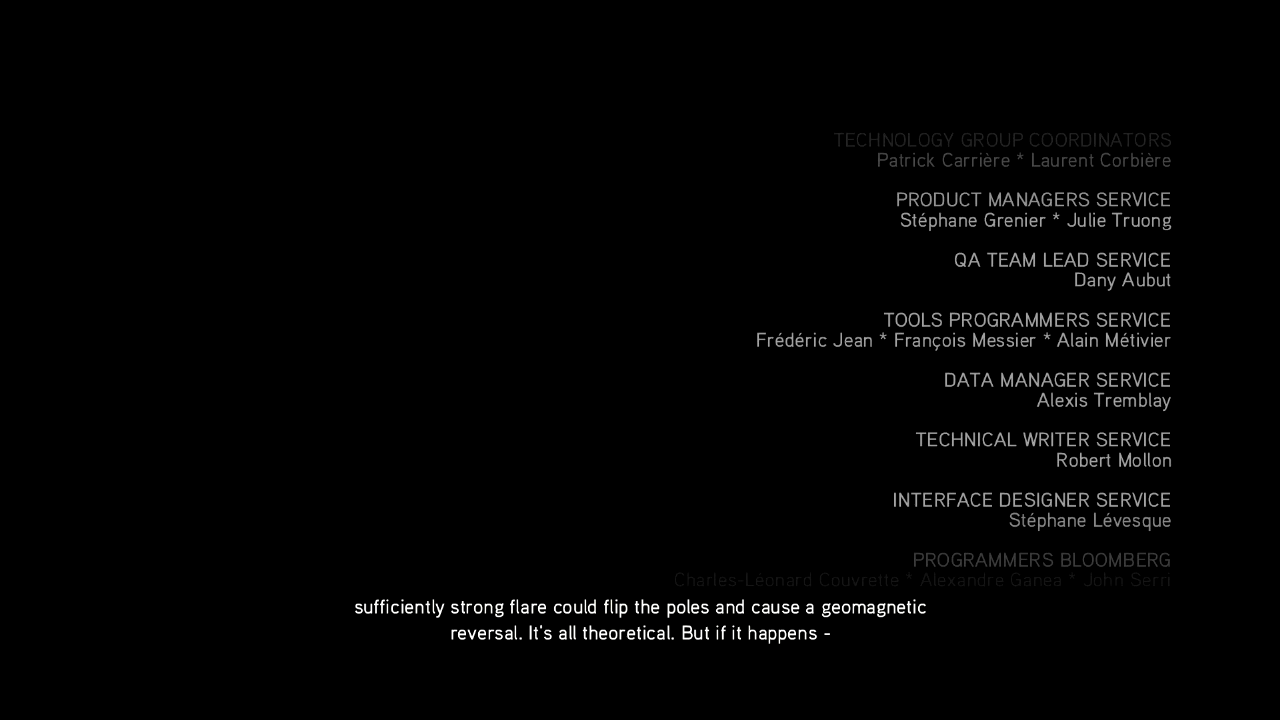 TECHNOLOGY GROUP COORDINATORS
Patrick Carrière * Laurent Corbière
PRODUCT MANAGERS SERVICE
Stéphane Grenier * Julie Truong
QA TEAM LEAD SERVICE
Dany Aubut
TOOLS PROGRAMMERS SERVICE
Frédéric Jean * François Messier * Alain Métivier
DATA MANAGER SERVICE
Alexis Tremblay
TECHNICAL WRITER SERVICE
Robert Mollon
INTERFACE DESIGNER SERVICE
Stéphane Lévesque
PROGRAMMERS BLOOMBERG
Charles-Léonard Couvrette * Alexandre Ganea * John Serri
sufficiently strong flare could flip the poles and cause a geomagnetic
reversal. It's all theoretical. But if it happens -